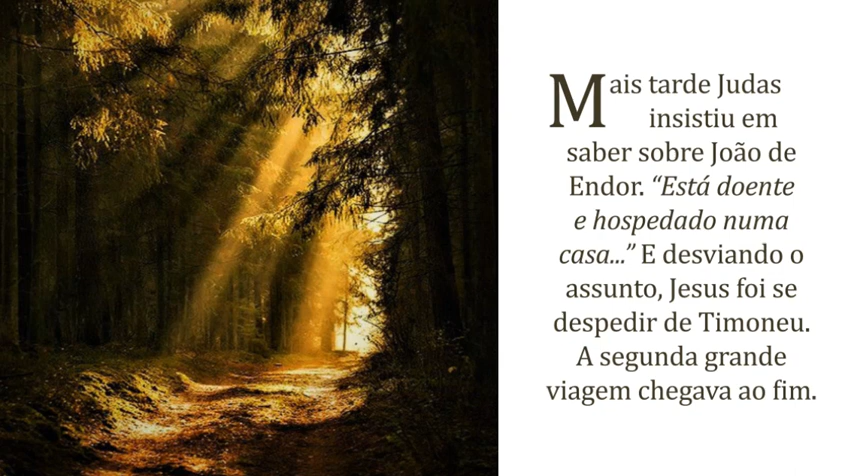 Mais tarde Judas
insistiu em
saber sobre João de
Endor. “Está doente
e hospedado numa
casa...” E desviando o
assunto, Jesus foi se
despedir de Timoneu.
A segunda grande
viagem chegava ao fim.